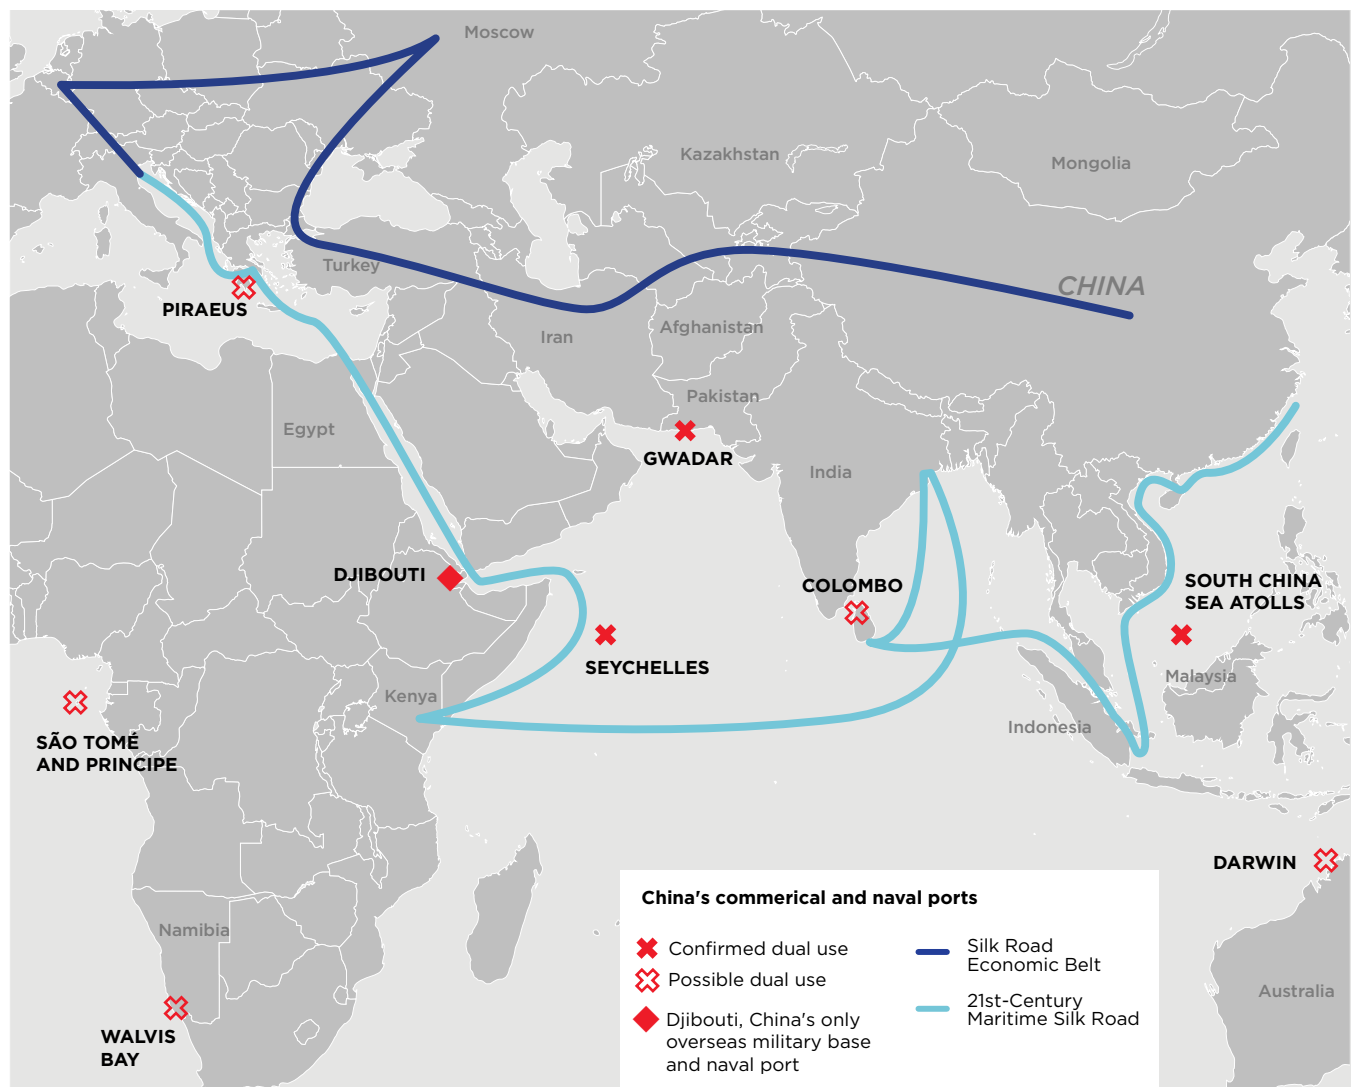 Moscow
Kazakhstan
Mongolia
Turkey
CHINA
PIRAEUS
Iran
Afghanistan
Pakistan
Egypt
GWADAR
India
DJIBOUTI
COLOMBO
SOUTH CHINA
SEA ATOLLS
SEYCHELLES
Malaysia
Kenya
Indonesia
SÃO TOMÉ
AND PRINCIPE
DARWIN
Namibia
Australia
WALVIS
BAY
China's commerical and naval ports
Confirmed dual use
Possible dual use
Djibouti, China's only
overseas military base
and naval port
Silk Road
Economic Belt
21st-Century
Maritime Silk Road